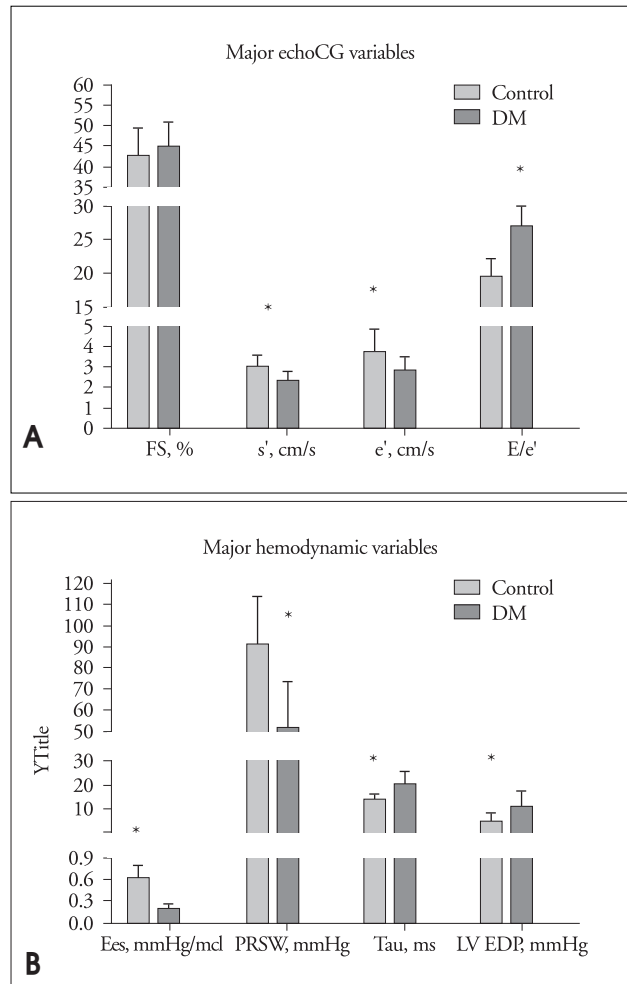 Major echoCG variables
60
55
50
45
40
35
30
25
20
15
5
4
3
2
1
0
Control
DM
*
*
*
FS, %
s', cm/s
e', cm/s
E/e'
A
Major hemodynamic variables
YTitle
120
110
100
90
80
70
60
50
30
20
10
0.9
0.6
0.3
0.0
Control
DM
*
*
*
*
Ees, mmHg/mcl
PRSW, mmHg
Tau, ms
LV EDP, mmHg
B